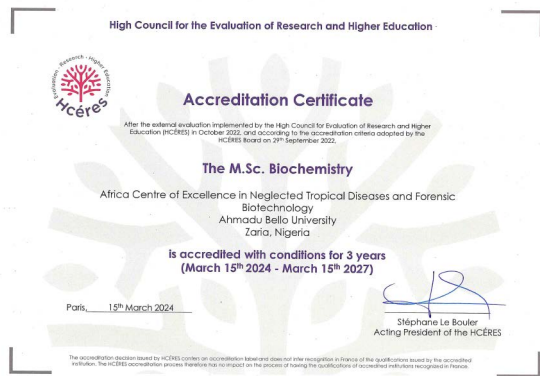 High Council for the Evaluation of Research and Higher Education
Evaluation - Research - Higher Education
Hcéres
Accreditation Certificate
After the external evaluation implemented by the High Council for Evaluation of Research and Higher
Education (HCÉRES) in October 2022, and according to the accreditation criteria adopted by the
HCÉRES Board on 29th September 2022,
The M.Sc. Biochemistry
Africa Centre of Excellence in Neglected Tropical Diseases and Forensic
Biotechnology
Ahmadu Bello University
Zaria, Nigeria
is accredited with conditions for 3 years
(March 15th 2024 - March 15th 2027)
Paris, 15th March 2024
Stéphane Le Bouler
Acting President of the HCÉRES
The accreditation decision issued by HCÉRES confers an accreditation label and does not infer recognition in France of the qualifications issued by the accredited
institution. The HCÉRES accreditation process therefore has no impact on the process of having the qualifications of accredited institutions recognized in France.